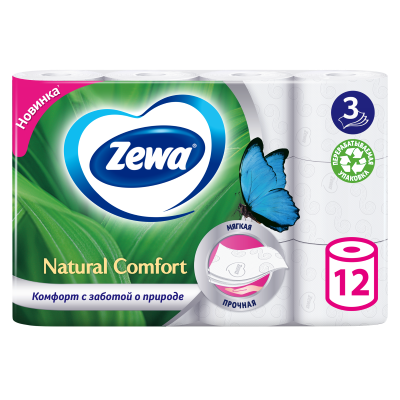 Новинка*
Zewa®
3
ПЕРЕРАБАТЫВАЕМАЯ
УПАКОВКА
МЯГКАЯ
ПРОЧНАЯ
Natural Comfort
Комфорт с заботой о природе
12